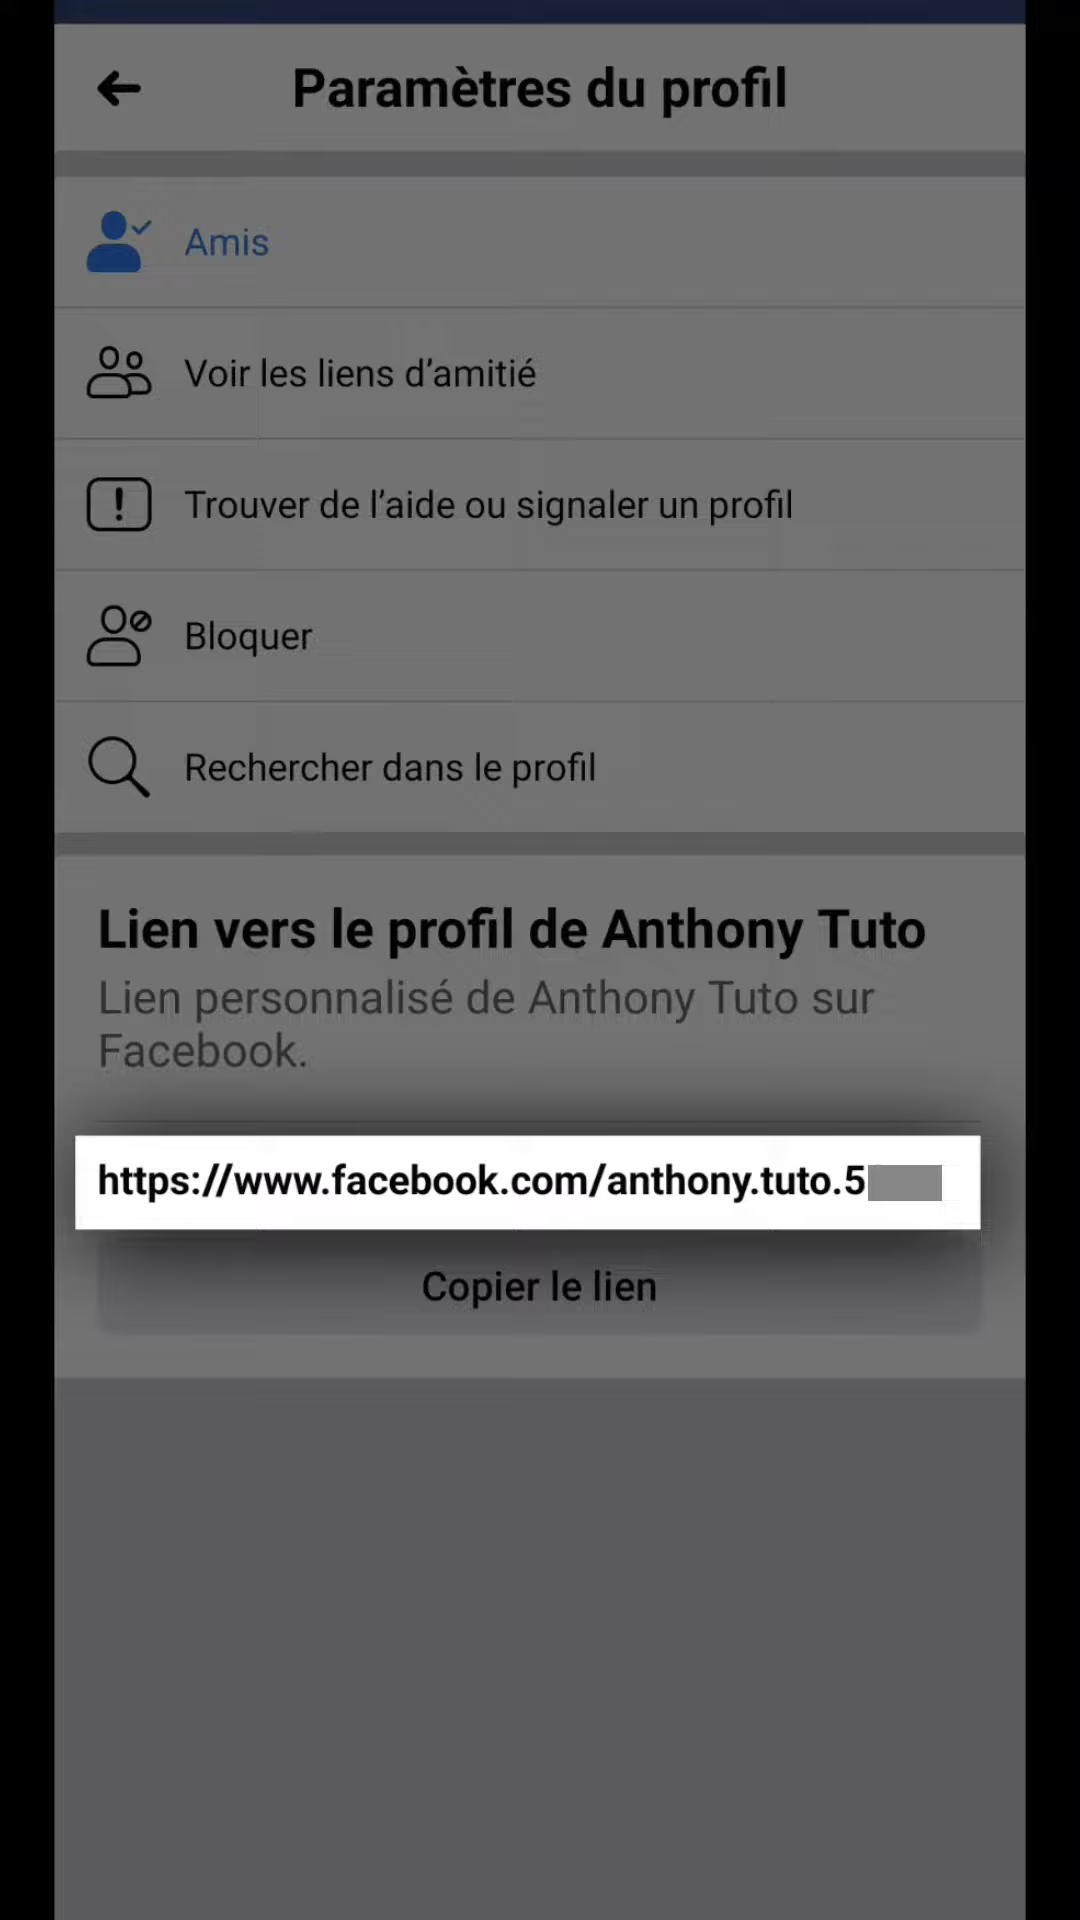 Paramètres du profil
Amis
Voir les liens d’amitié
Trouver de l’aide ou signaler un profil
Bloquer
Rechercher dans le profil
Lien vers le profil de Anthony Tuto
Lien personnalisé de Anthony Tuto sur
Facebook.
https://www.facebook.com/anthony.tuto.5
Copier le lien